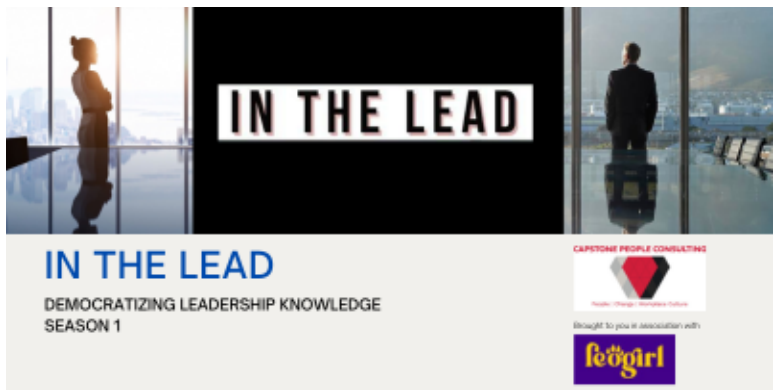 IN THE LEAD
IN THE LEAD
DEMOCRATIZING LEADERSHIP KNOWLEDGE
SEASON 1
CAPSTONE PEOPLE CONSULTING
People | Change | Workplace Culture
Brought to you in association with
feogirl